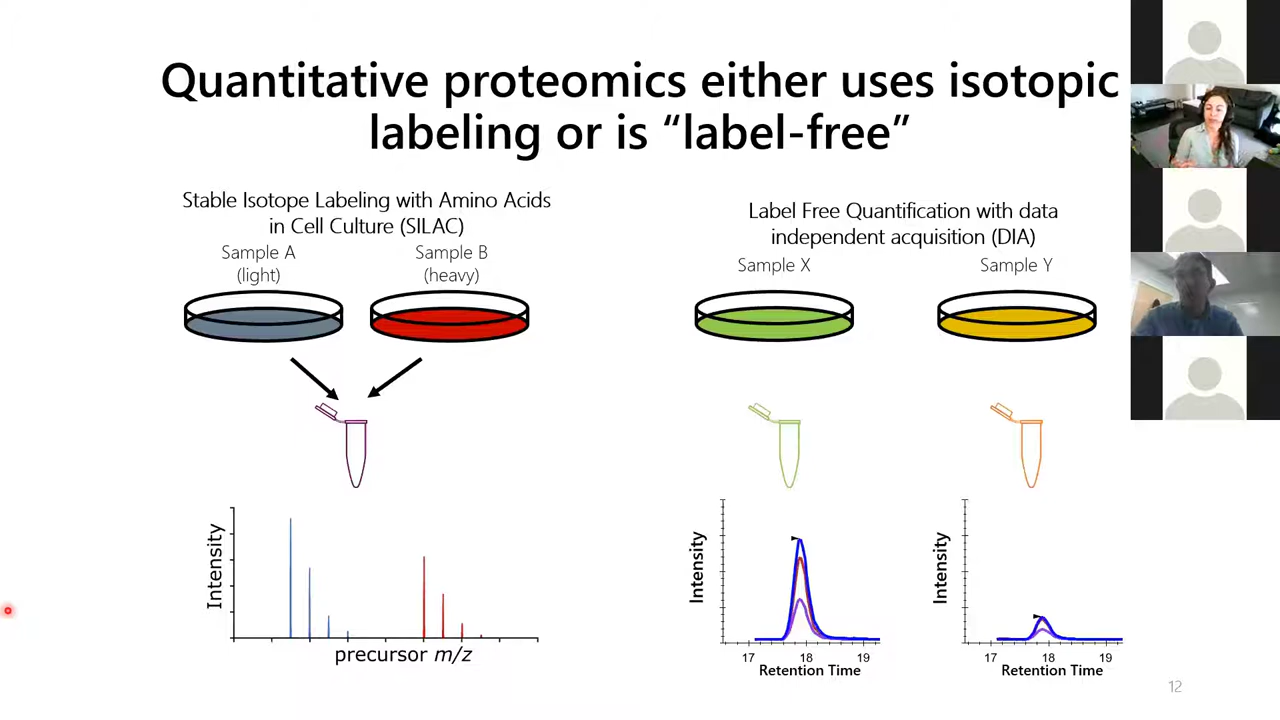 Quantitative proteomics either uses isotopic
labeling or is “label-free”
Stable Isotope Labeling with Amino Acids
in Cell Culture (SILAC)
Sample A
(light)
Sample B
(heavy)
Intensity
precursor m/z
Label Free Quantification with data
independent acquisition (DIA)
Sample X
Sample Y
Intensity
17 18 19
Retention Time
Intensity
17 18 19
Retention Time
12